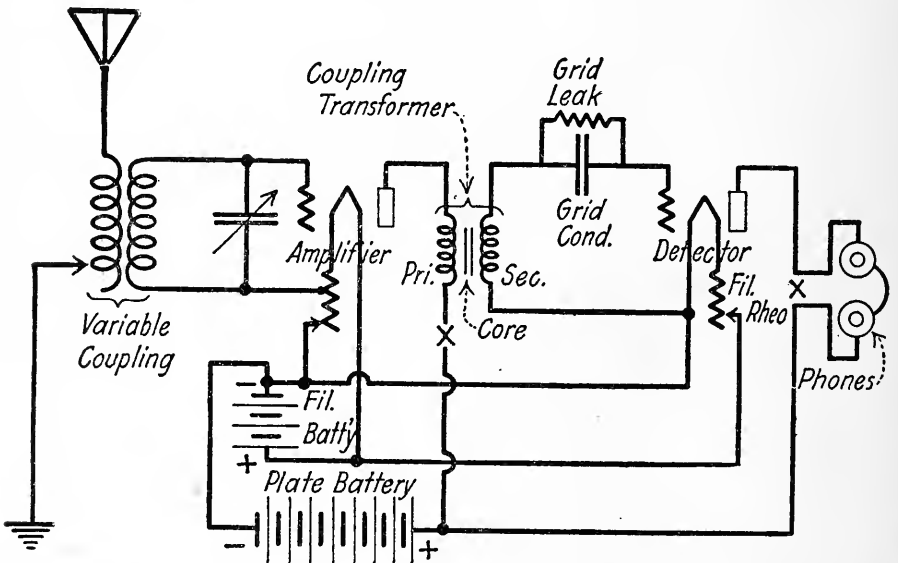 Coupling
Transformer
Grid
Leak
Grid
Cond.
Amplifier
Detector
Pri.
Sec.
Fil.
Rheo
Core
Variable
Coupling
Phones
X
X
-
Fil.
Batt'y
+
Plate Battery
-
+